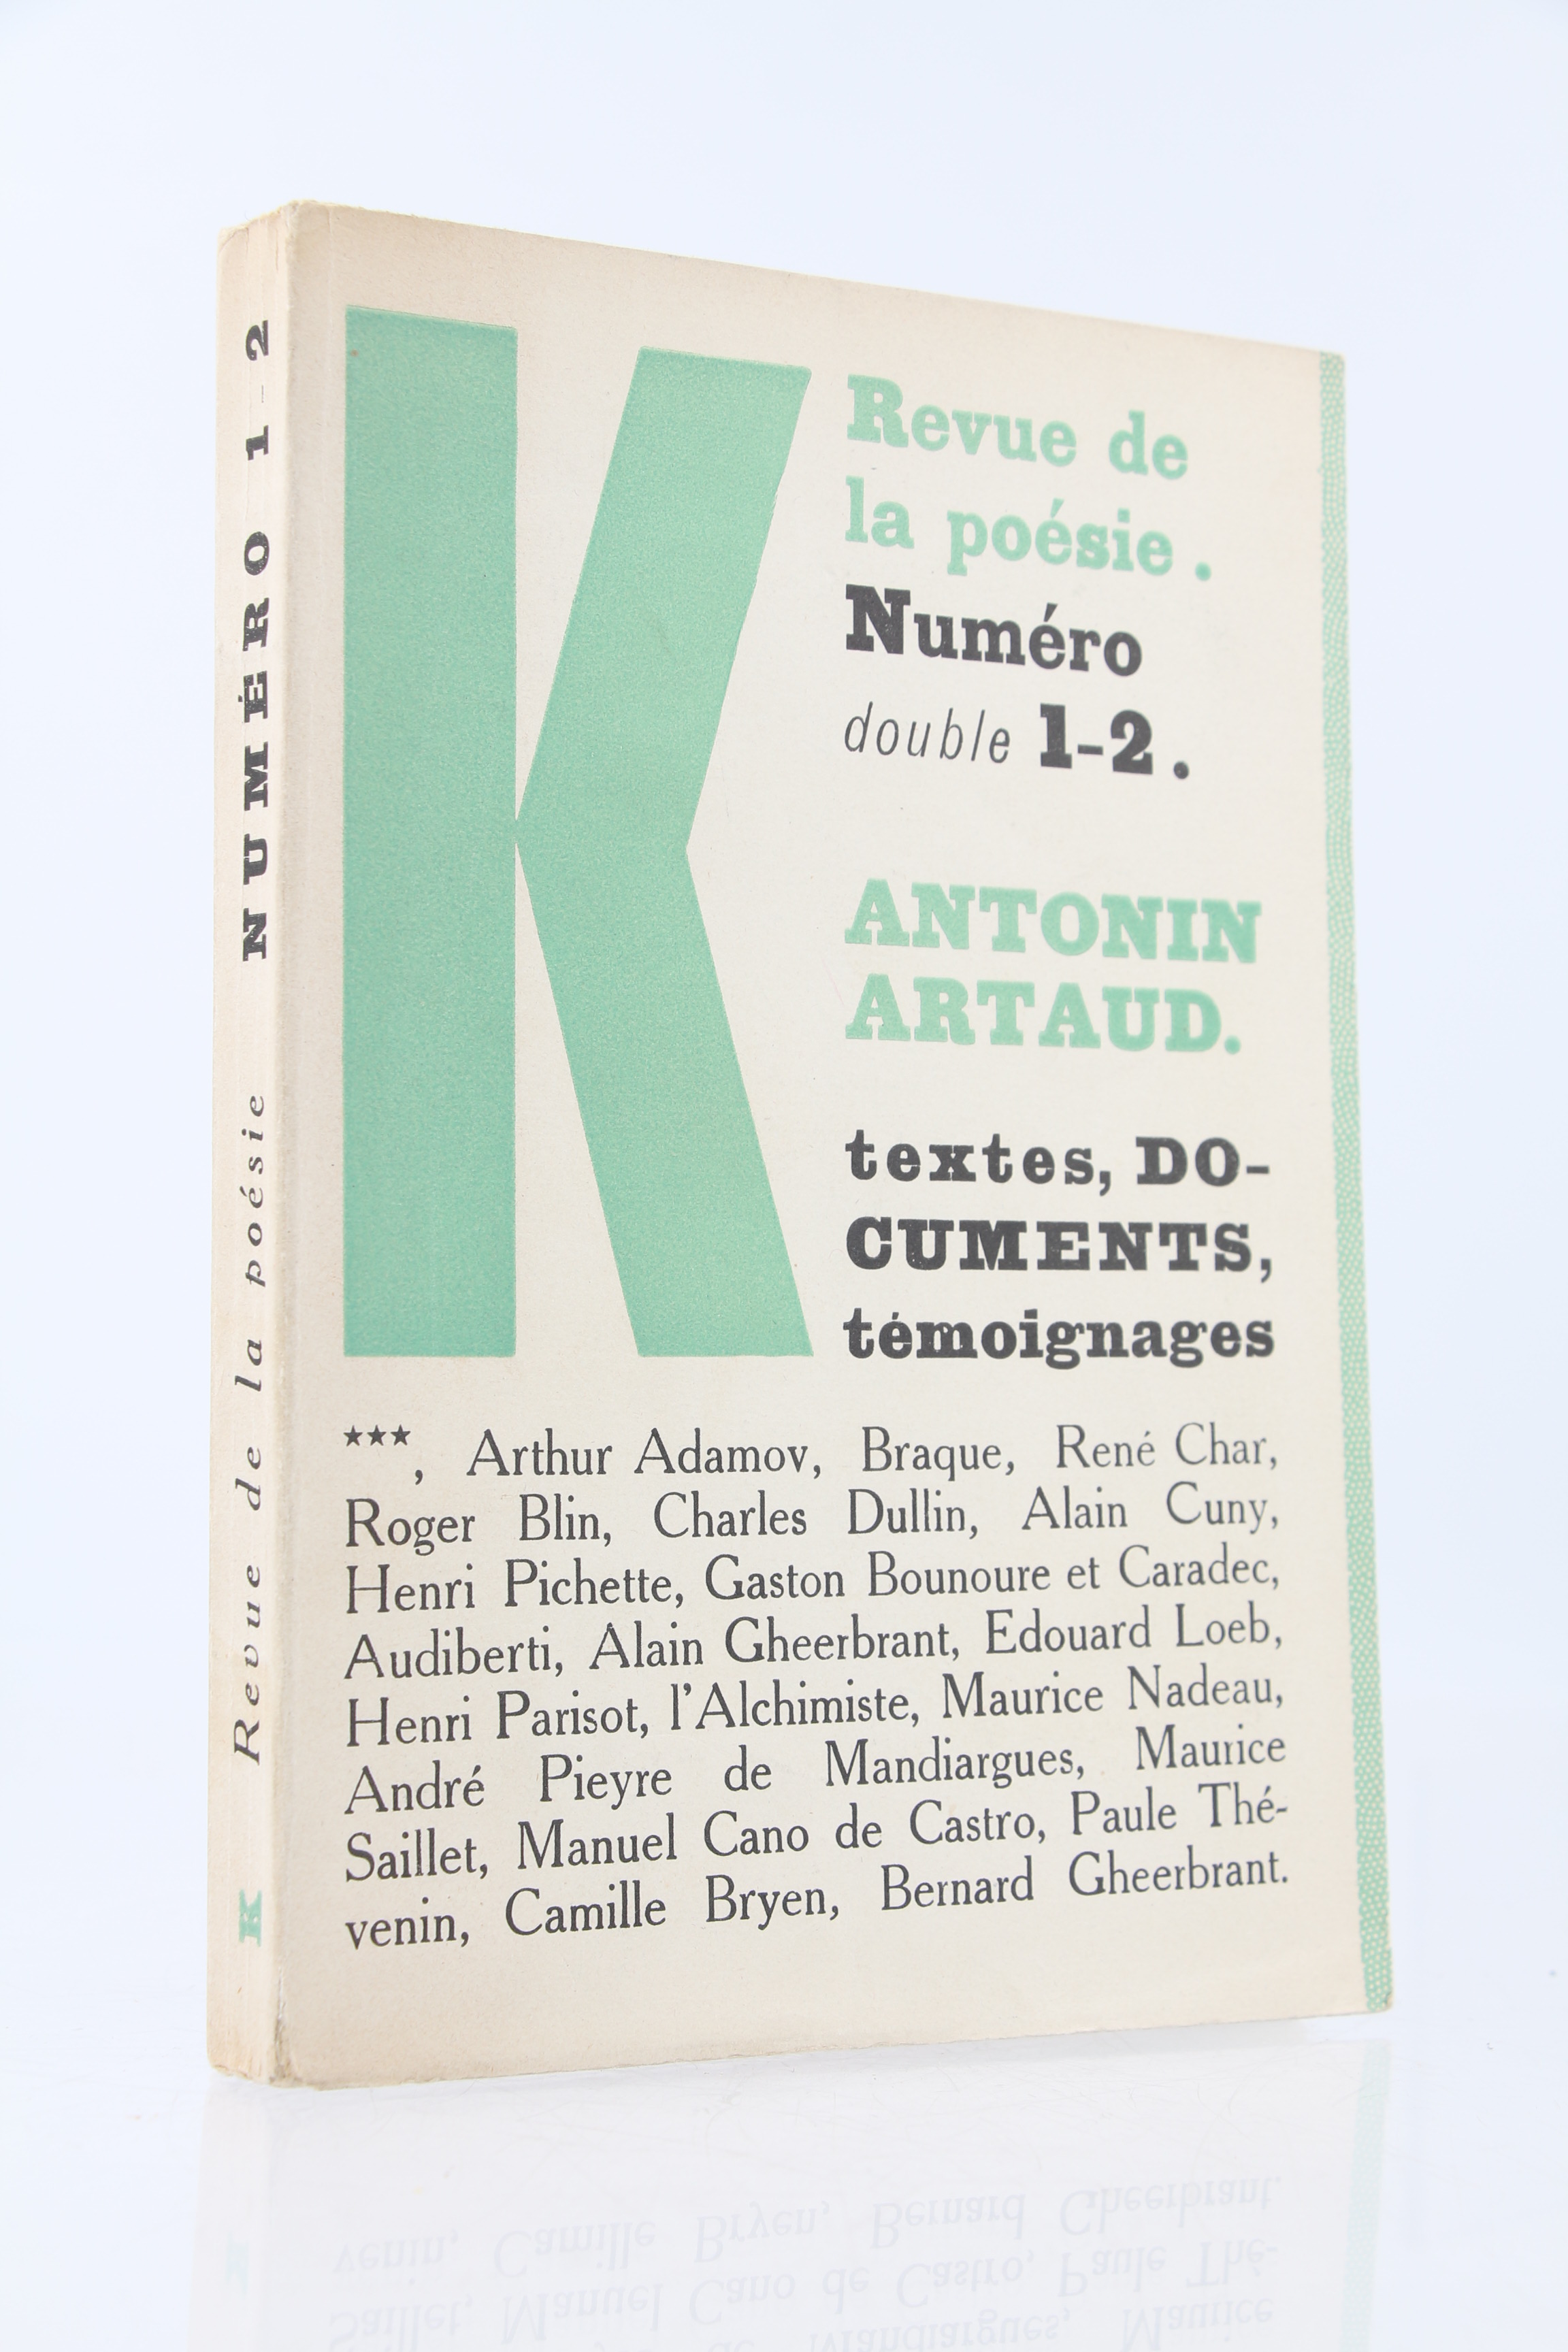 K Revue de la poésie NUMÉRO 1-2
K
Revue de
la poésie.
Numéro
double 1-2.
ANTONIN
ARTAUD.
textes, DO-
CUMENTS,
témoignages
***, Arthur Adamov, Braque, René Char,
Roger Blin, Charles Dullin, Alain Cuny,
Henri Pichette, Gaston Bounoure et Caradec,
Audiberti, Alain Gheerbrant, Edouard Loeb,
Henri Parisot, l'Alchimiste, Maurice Nadeau,
André Pieyre de Mandiargues, Maurice
Saillet, Manuel Cano de Castro, Paule Thé-
venin, Camille Bryen, Bernard Gheerbrant.